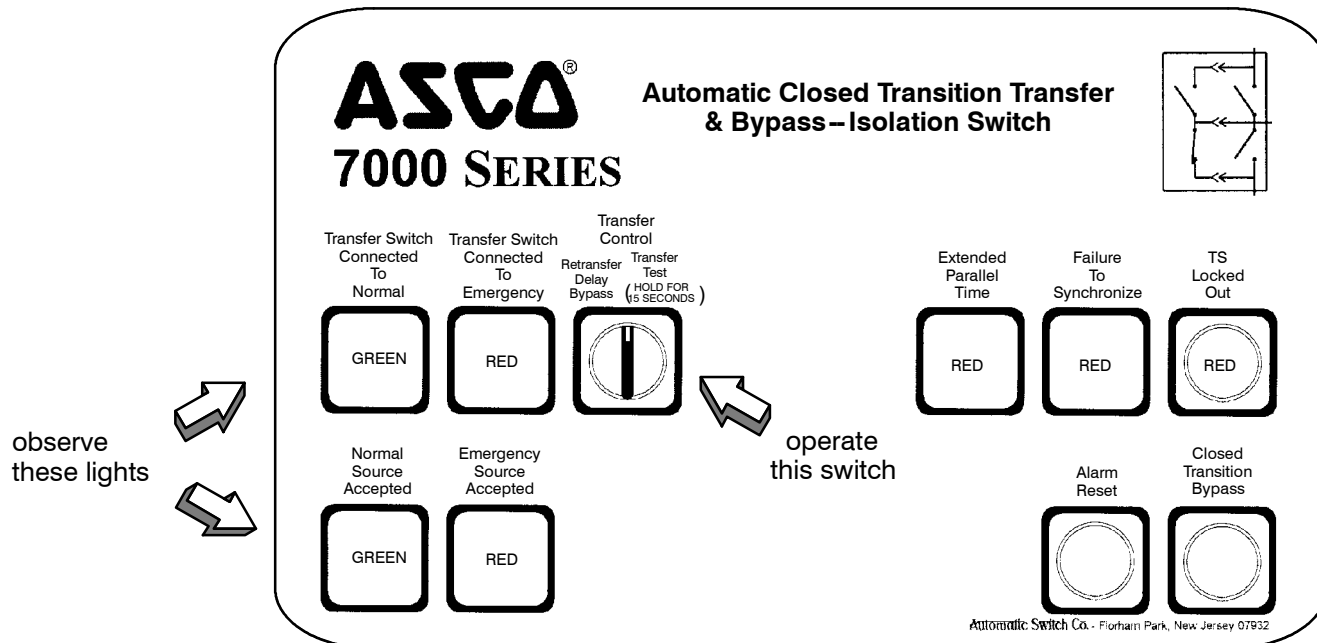 ASCO®
7000 SERIES
Automatic Closed Transition Transfer
& Bypass--Isolation Switch
Transfer Switch
Connected
To
Normal
GREEN
Transfer Switch
Connected
To
Emergency
RED
Transfer
Control
Retransfer
Delay
Bypass
Transfer
Test
(HOLD FOR
15 SECONDS)
Extended
Parallel
Time
RED
Failure
To
Synchronize
RED
TS
Locked
Out
RED
observe
these lights
operate
this switch
Normal
Source
Accepted
GREEN
Emergency
Source
Accepted
RED
Alarm
Reset
Closed
Transition
Bypass
Automatic Switch Co. - Florham Park, New Jersey 07932